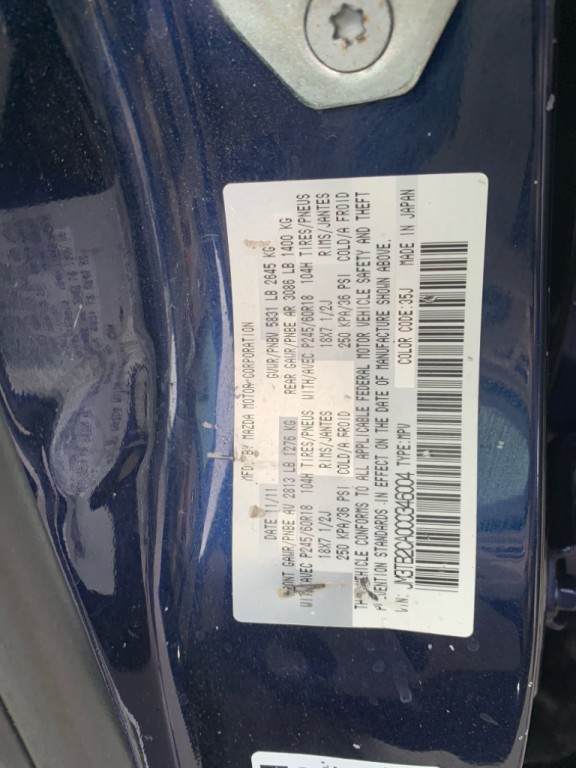 MFD BY MAZDA MOTOR CORPORATION
DATE 11/11 GVWR/PNBV 5831 LB 2645 KG
FRONT GAWR/PNBE AV 2813 LB 1276 KG REAR GAWR/PNBE AR 3086 LB 1400 KG
WITH/AVEC P245/60R18 104H TIRES/PNEUS WITH/AVEC P245/60R18 104H TIRES/PNEUS
18X7 1/2J RIMS/JANTES 18X7 1/2J RIMS/JANTES
250 KPA/36 PSI COLD/A FROID 250 KPA/36 PSI COLD/A FROID
THIS VEHICLE CONFORMS TO ALL APPLICABLE FEDERAL MOTOR VEHICLE SAFETY AND THEFT
PREVENTION STANDARDS IN EFFECT ON THE DATE OF MANUFACTURE SHOWN ABOVE.
VIN: JM3TB2DA0C0346004 TYPE:MPV COLOR CODE:35J MADE IN JAPAN